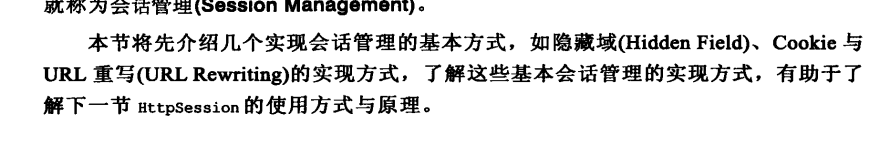 就称为会话管理(Session Management)。
本节将先介绍几个实现会话管理的基本方式，如隐藏域(Hidden Field)、Cookie 与
URL 重写(URL Rewriting)的实现方式，了解这些基本会话管理的实现方式，有助于了
解下一节 HttpSession 的使用方式与原理。